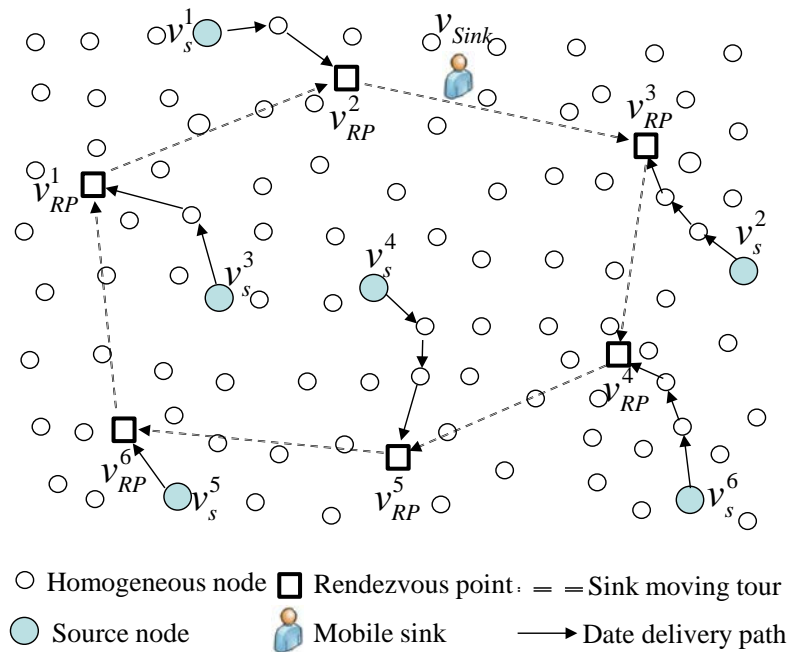 v_s^1
v_Sink
v_RP^2
v_RP^3
v_RP^1
v_s^2
v_s^4
v_s^3
v_RP^4
v_RP^6
v_s^5
v_RP^5
v_s^6
Homogeneous node
Rendezvous point
Sink moving tour
Source node
Mobile sink
Date delivery path